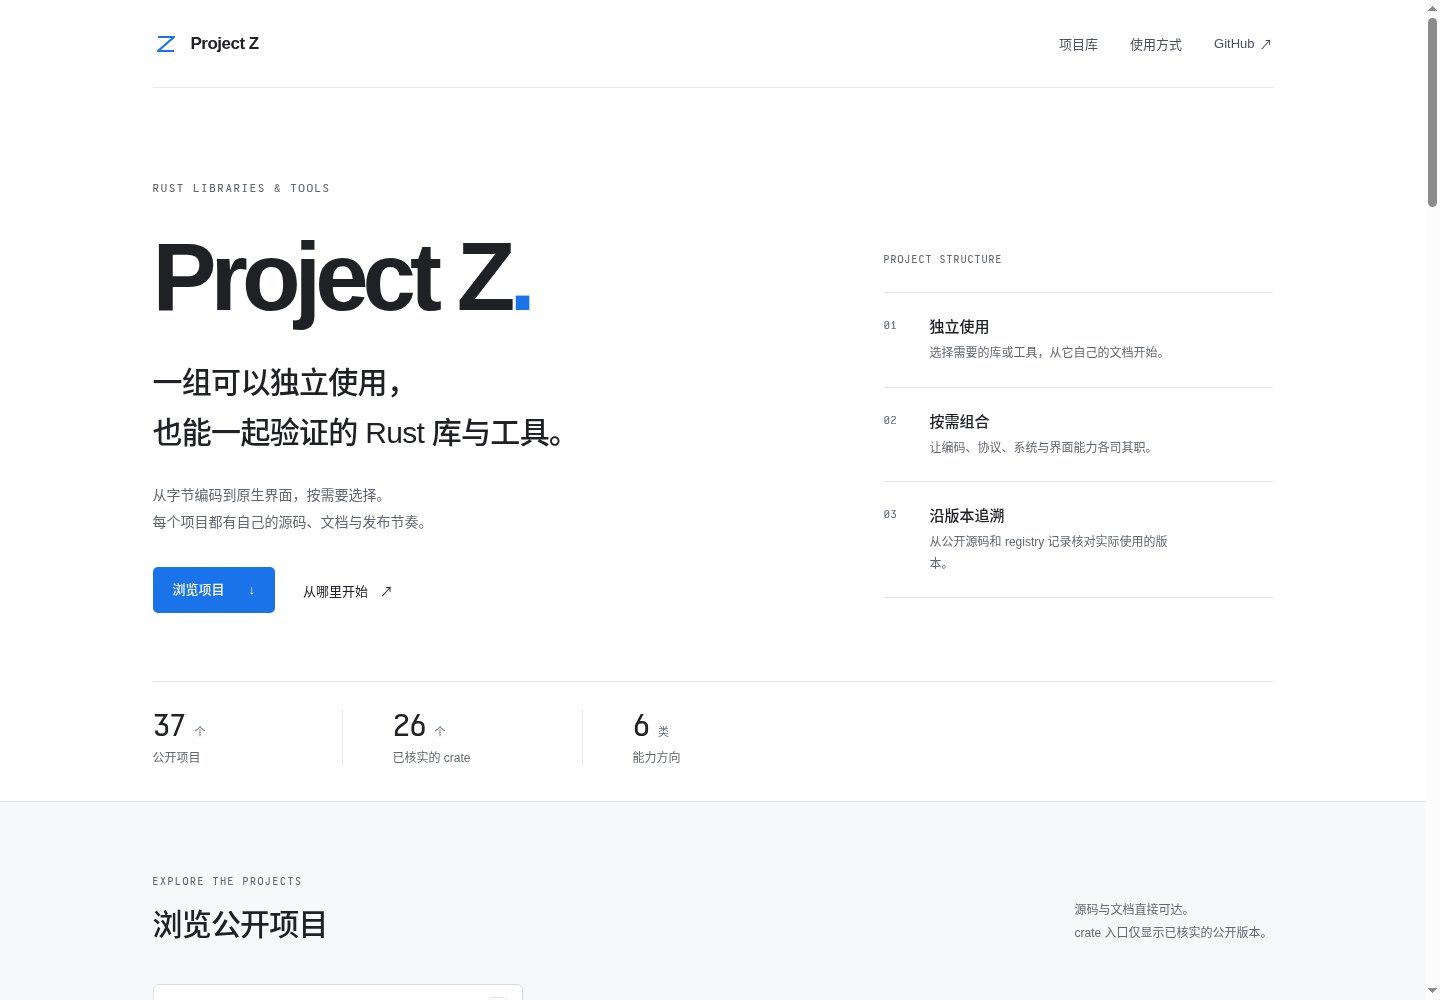 Project Z
项目库
使用方式
GitHub ↗
RUST LIBRARIES & TOOLS
Project Z.
一组可以独立使用，
也能一起验证的 Rust 库与工具。
从字节编码到原生界面，按需要选择。
每个项目都有自己的源码、文档与发布节奏。
浏览项目 ↓
从哪里开始 ↗
PROJECT STRUCTURE
01
独立使用
选择需要的库或工具，从它自己的文档开始。
02
按需组合
让编码、协议、系统与界面能力各司其职。
03
沿版本追溯
从公开源码和 registry 记录核对实际使用的版
本。
37 个
公开项目
26 个
已核实的 crate
6 类
能力方向
EXPLORE THE PROJECTS
浏览公开项目
源码与文档直接可达。
crate 入口仅显示已核实的公开版本。